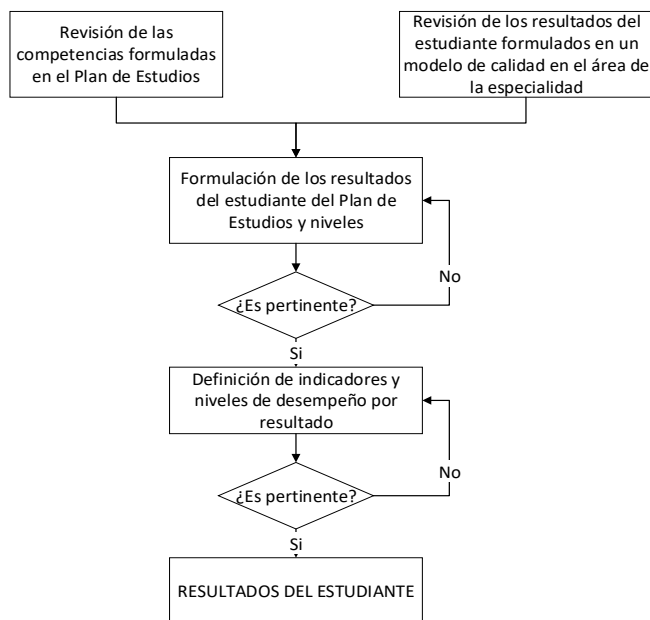 Revisión de las
competencias formuladas
en el Plan de Estudios
Revisión de los resultados del
estudiante formulados en un
modelo de calidad en el área de
la especialidad
Formulación de los resultados
del estudiante del Plan de
Estudios y niveles
No
¿Es pertinente?
Si
Definición de indicadores y
niveles de desempeño por
resultado
No
¿Es pertinente?
Si
RESULTADOS DEL ESTUDIANTE